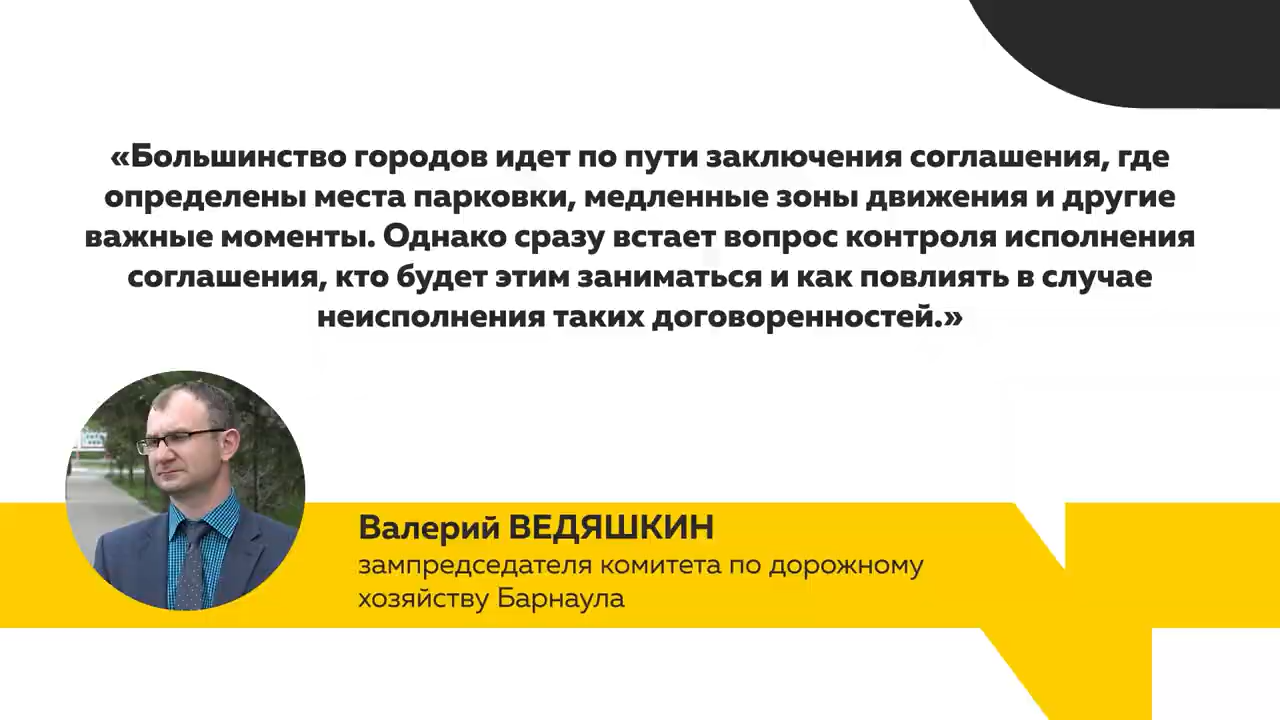 «Большинство городов идет по пути заключения соглашения, где
определены места парковки, медленные зоны движения и другие
важные моменты. Однако сразу встает вопрос контроля исполнения
соглашения, кто будет этим заниматься и как повлиять в случае
неисполнения таких договоренностей.»
Валерий ВЕДЯШКИН
зампредседателя комитета по дорожному
хозяйству Барнаула